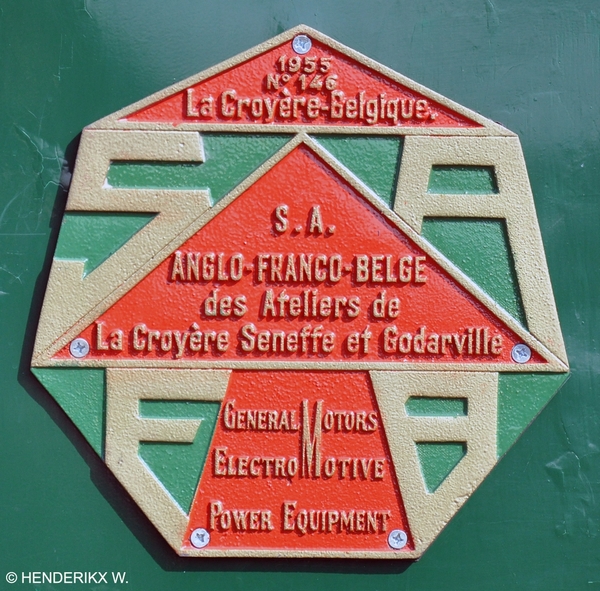 1955
N° 146
La Croyère-Belgique.
S A
S.A.
ANGLO-FRANCO-BELGE
des Ateliers de
La Croyère Seneffe et Godarville
F B
GENERAL MOTORS
ELECTRO MOTIVE
POWER EQUIPMENT
© HENDERIKX W.